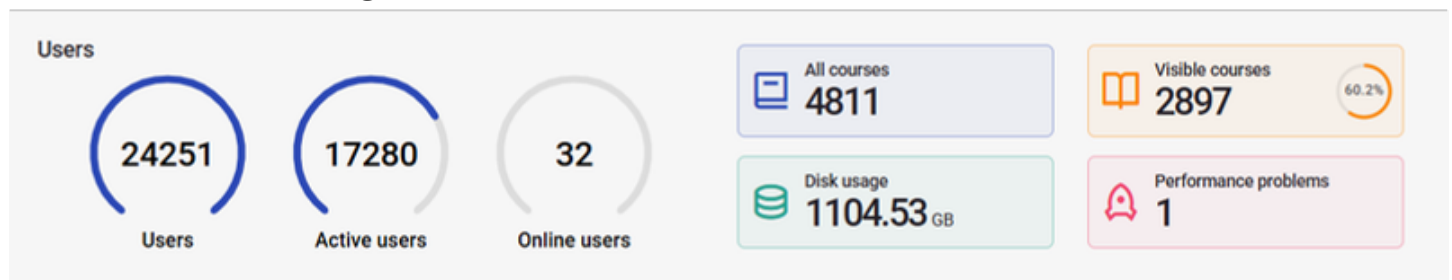 Users
24251
Users
17280
Active users
32
Online users
All courses
4811
Visible courses
2897
60.2%
Disk usage
1104.53 GB
Performance problems
1